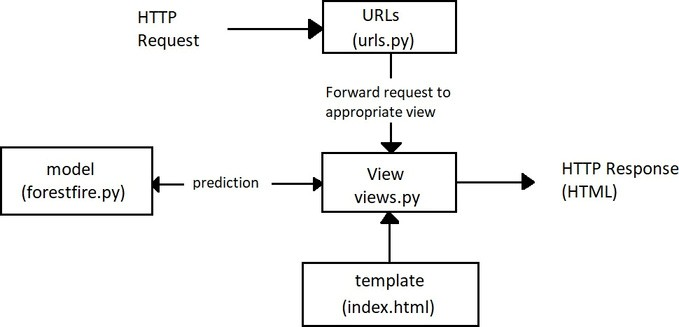 HTTP
Request
URLs
(urls.py)
Forward request to
appropriate view
model
(forestfire.py)
prediction
View
views.py
HTTP Response
(HTML)
template
(index.html)